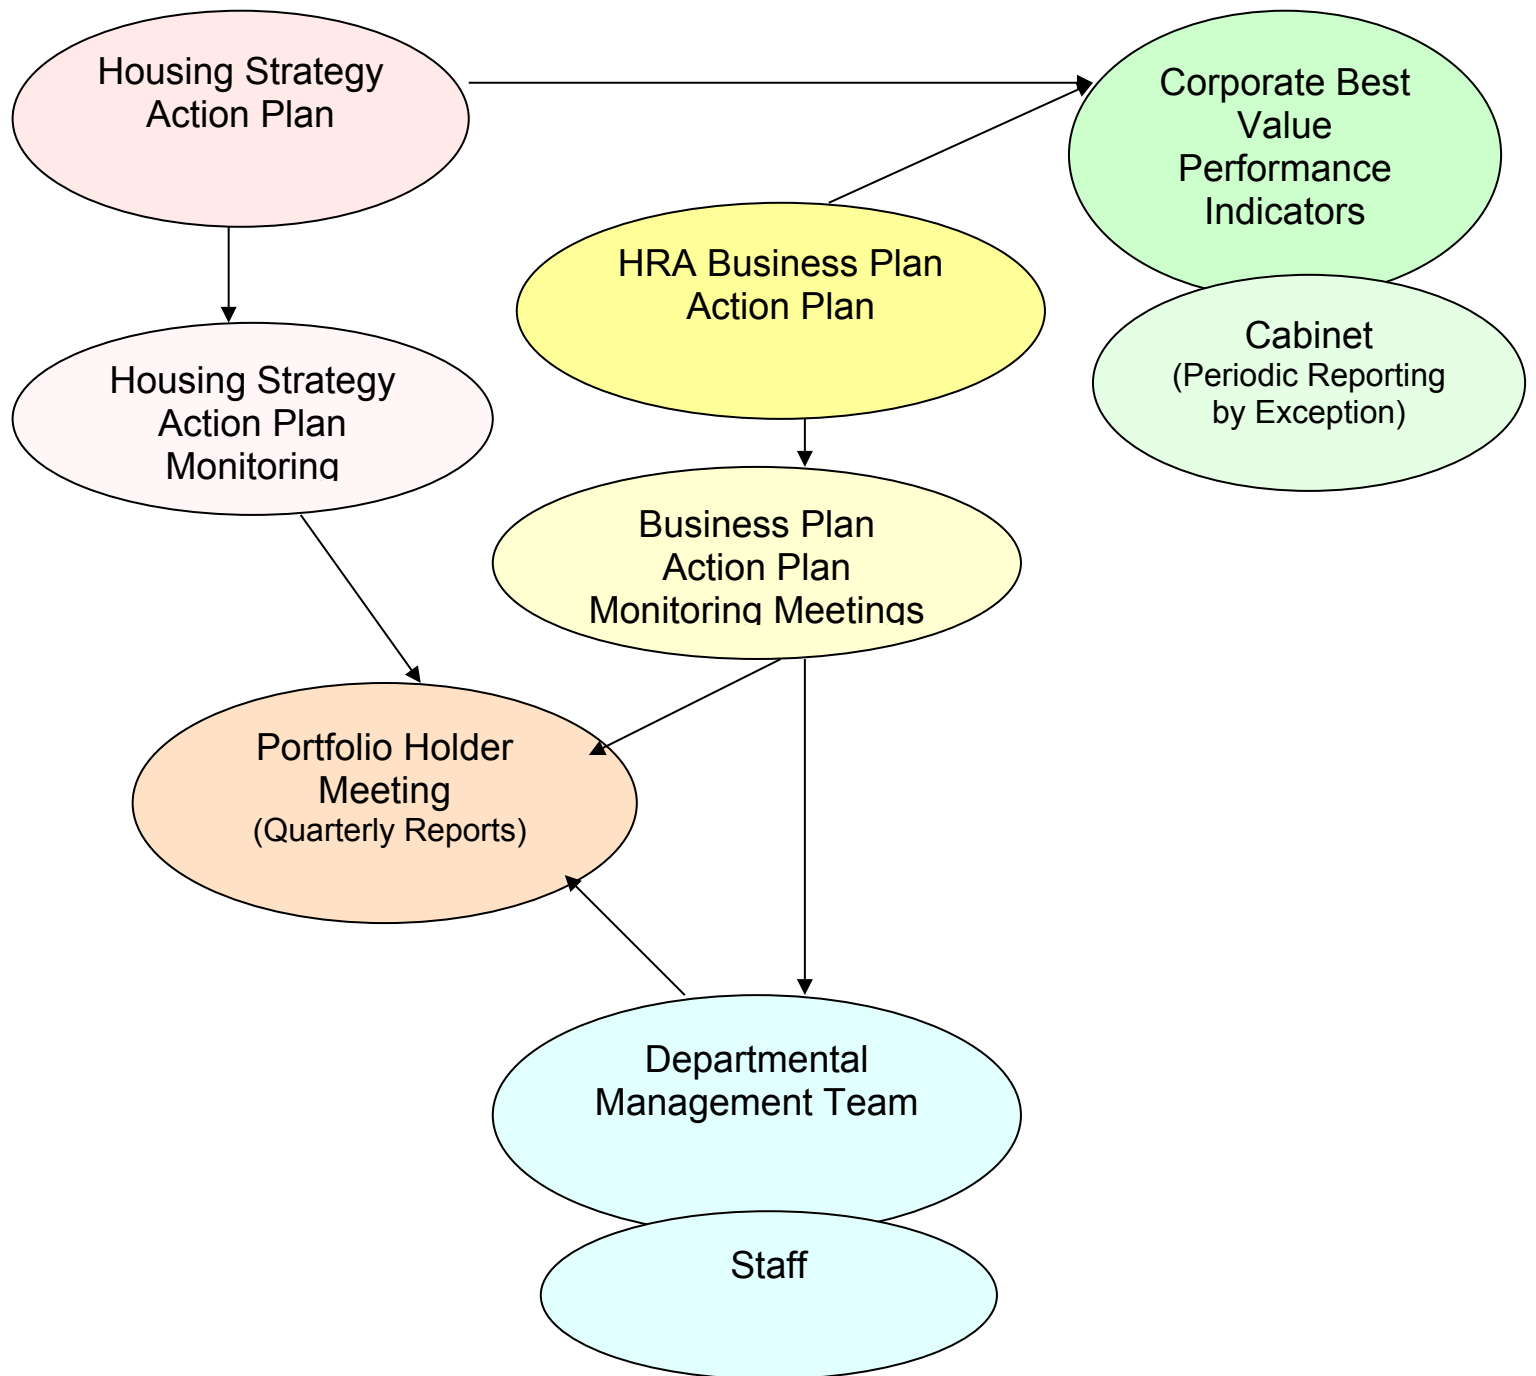 Housing Strategy
Action Plan
Corporate Best
Value
Performance
Indicators
HRA Business Plan
Action Plan
Cabinet
(Periodic Reporting
by Exception)
Housing Strategy
Action Plan
Monitoring
Business Plan
Action Plan
Monitoring Meetings
Portfolio Holder
Meeting
(Quarterly Reports)
Departmental
Management Team
Staff